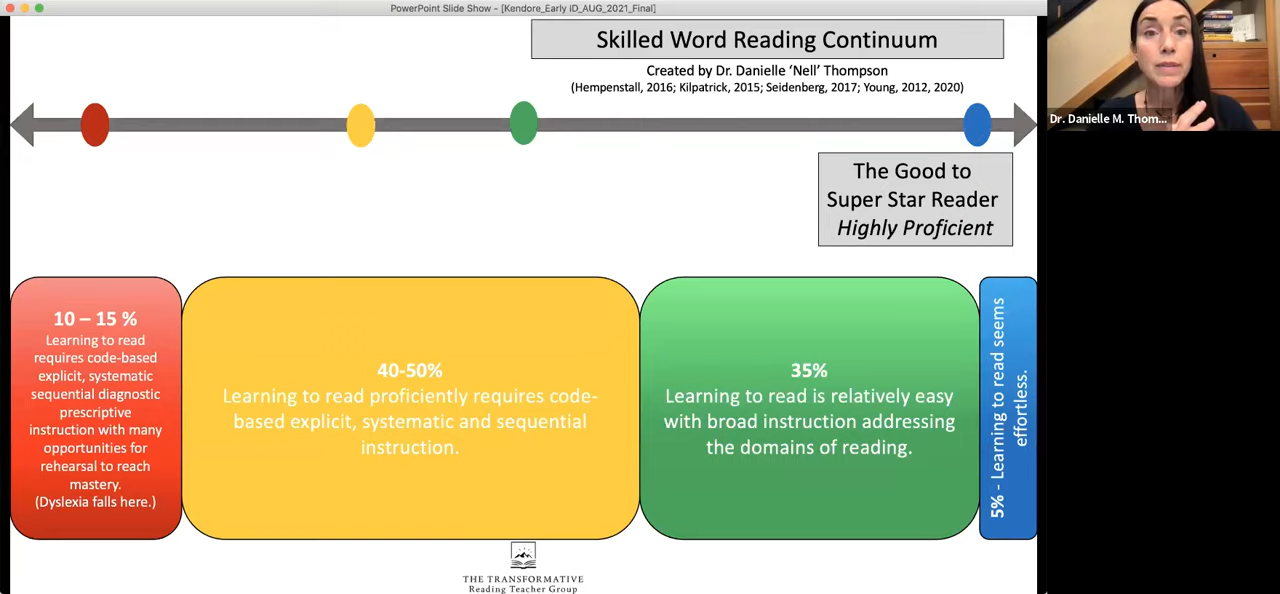 PowerPoint Slide Show - [Kendore_Early iD_AUG_2021_Final]
Skilled Word Reading Continuum
Created by Dr. Danielle ‘Nell’ Thompson
(Hempenstall, 2016; Kilpatrick, 2015; Seidenberg, 2017; Young, 2012, 2020)
Dr. Danielle M. Thom...
The Good to
Super Star Reader
Highly Proficient
10 – 15 %
Learning to read
requires code-based
explicit, systematic
sequential diagnostic
prescriptive
instruction with many
opportunities for
rehearsal to reach
mastery.
(Dyslexia falls here.)
40-50%
Learning to read proficiently requires code-
based explicit, systematic and sequential
instruction.
35%
Learning to read is relatively easy
with broad instruction addressing
the domains of reading.
5% - Learning to read seems
effortless.
THE TRANSFORMATIVE
Reading Teacher Group